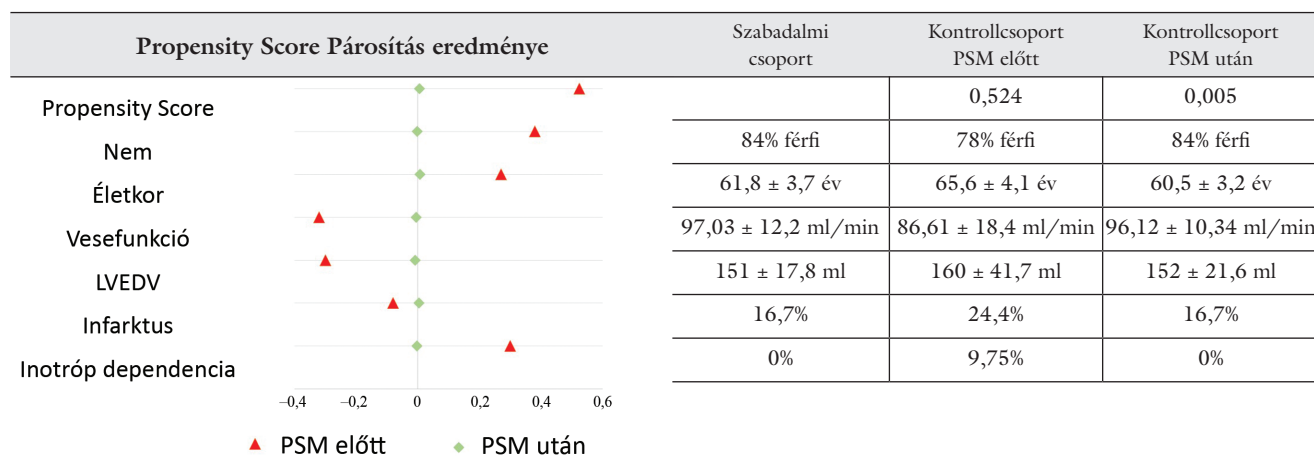 Propensity Score Párosítás eredménye
Szabadalmi
csoport
Kontrollcsoport
PSM előtt
Kontrollcsoport
PSM után
Propensity Score
0,524
0,005
Nem
84% férfi
78% férfi
84% férfi
Életkor
61,8 ± 3,7 év
65,6 ± 4,1 év
60,5 ± 3,2 év
Vesefunkció
97,03 ± 12,2 ml/min
86,61 ± 18,4 ml/min
96,12 ± 10,34 ml/min
LVEDV
151 ± 17,8 ml
160 ± 41,7 ml
152 ± 21,6 ml
Infarktus
16,7%
24,4%
16,7%
Inotróp dependencia
0%
9,75%
0%
–0,4 –0,2 0 0,2 0,4 0,6
PSM előtt PSM után